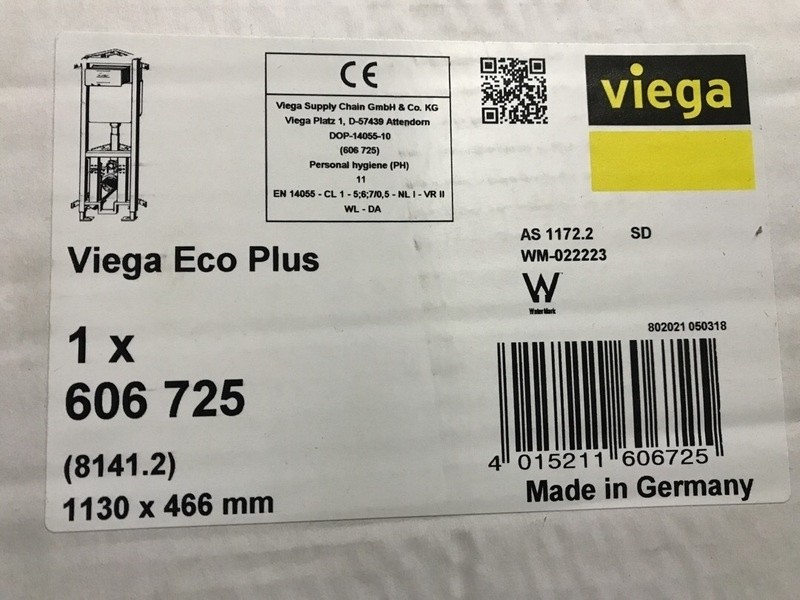 CE
Viega Supply Chain GmbH & Co. KG
Viega Platz 1, D-57439 Attendorn
DOP-14055-10
(606 725)
Personal hygiene (PH)
11
EN 14055 - CL 1 - 5;6;7/0,5 - NL I - VR II
WL - DA
viega
Viega Eco Plus
AS 1172.2 SD
WM-022223
W
WaterMark
1 x
606 725
(8141.2)
1130 x 466 mm
802021 050318
4 015211 606725
Made in Germany